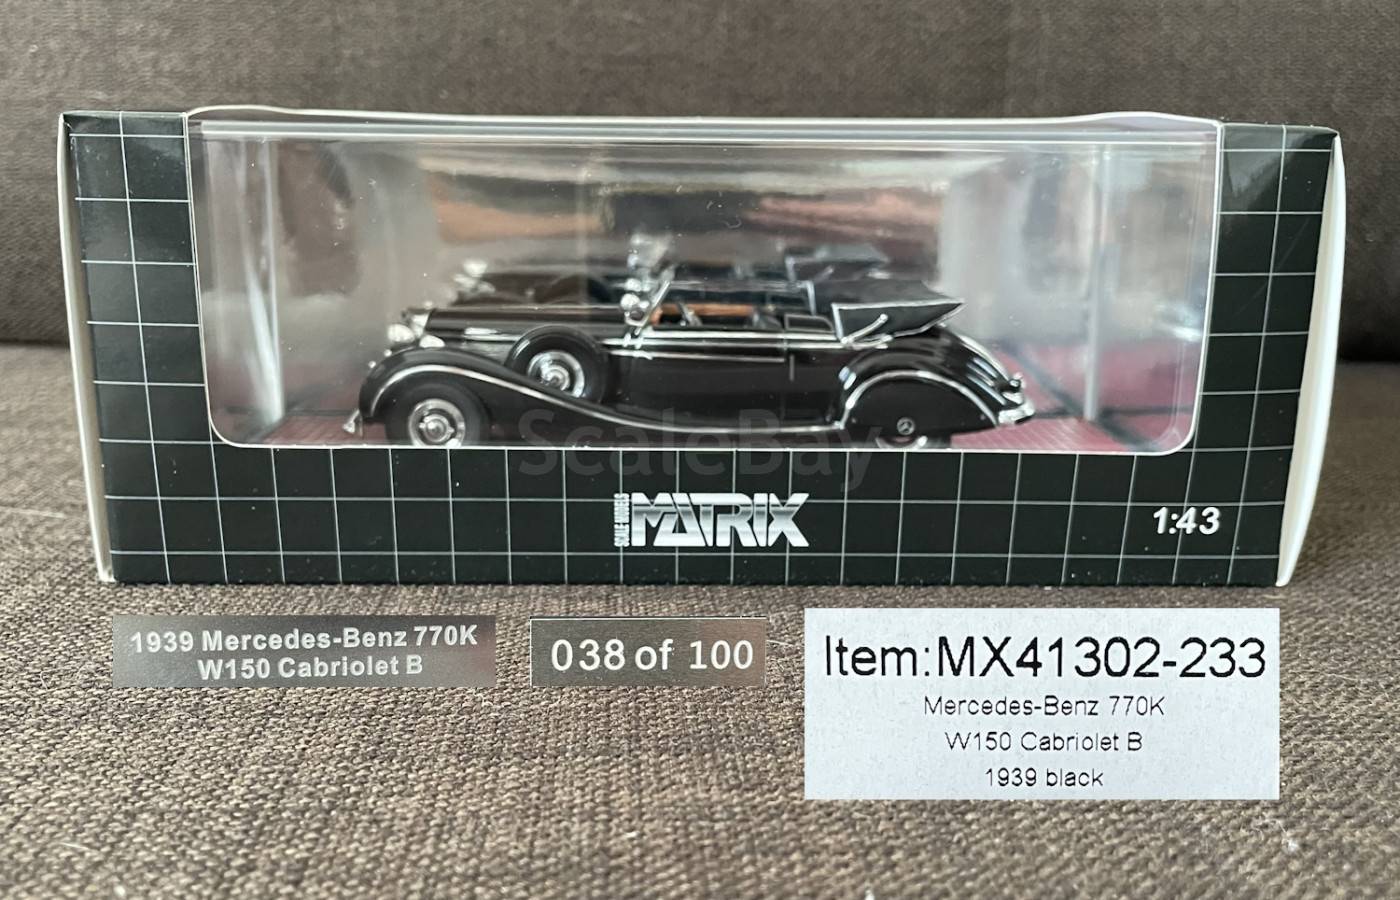 ScaleBay
SCALE MODELS
MATRIX
1:43
1939 Mercedes-Benz 770K
W150 Cabriolet B
038 of 100
Item:MX41302-233
Mercedes-Benz 770K
W150 Cabriolet B
1939 black